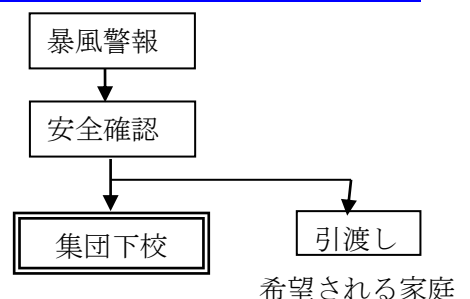 暴風警報
安全確認
集団下校
引渡し
希望される家庭